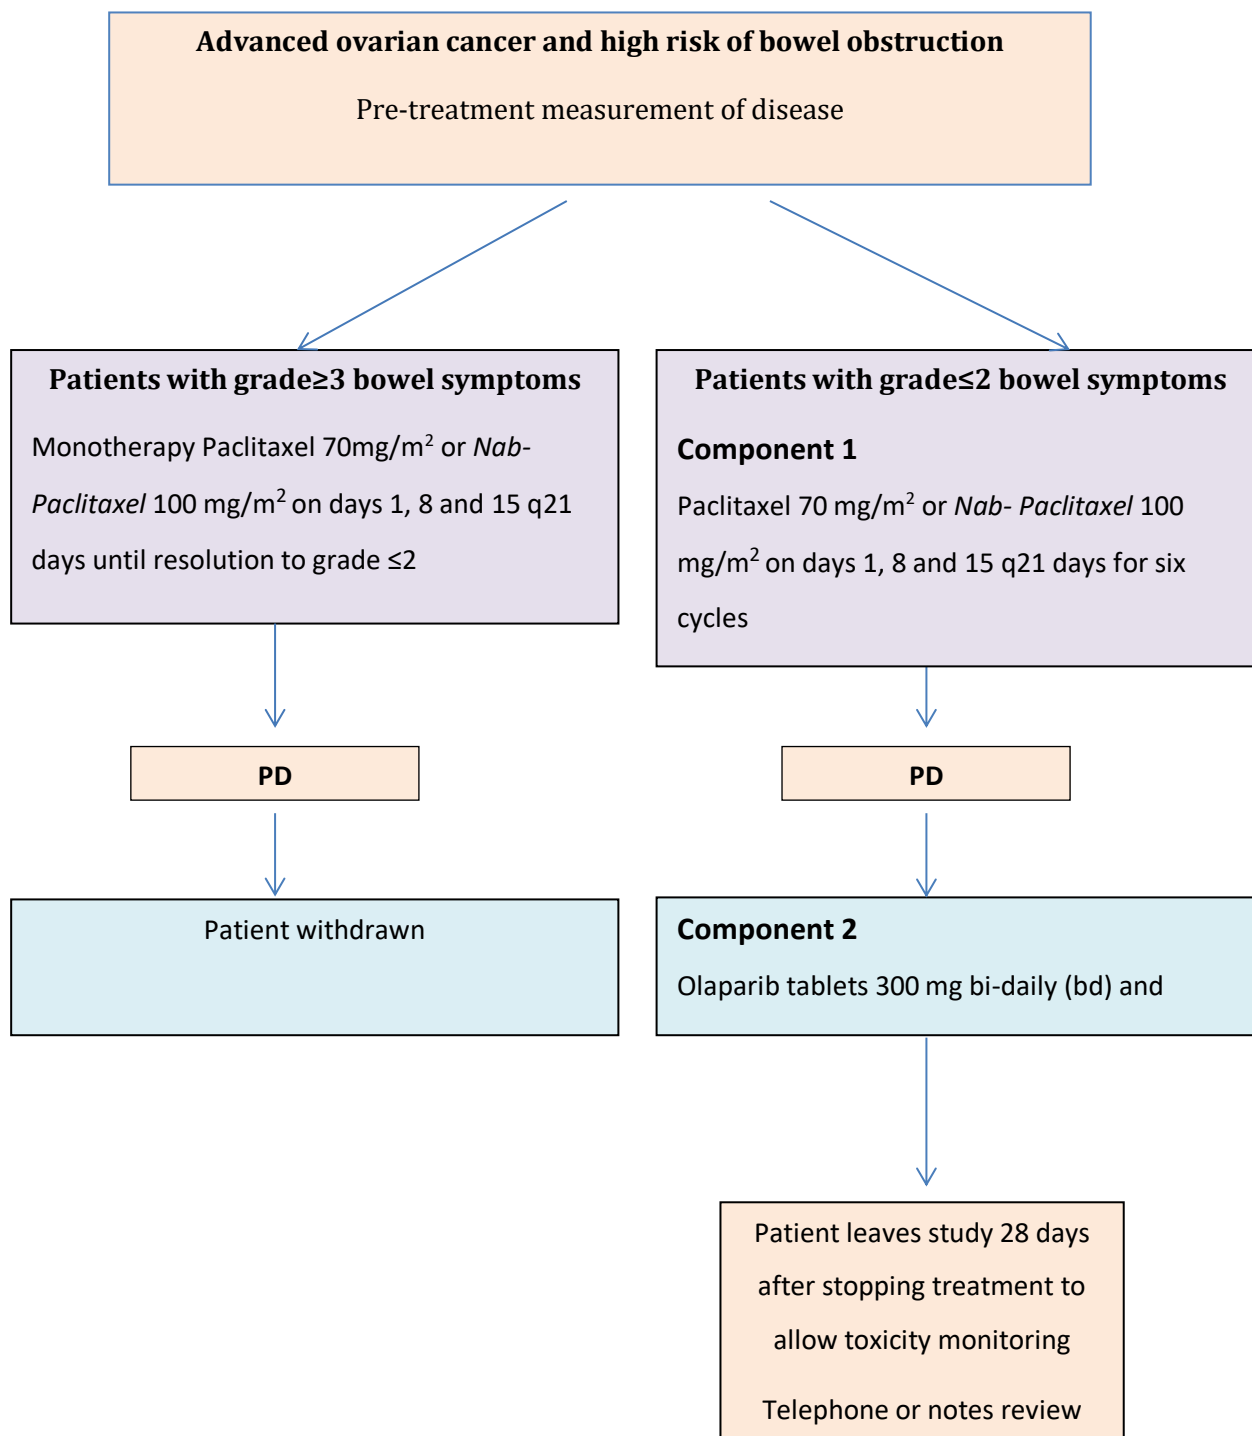 Advanced ovarian cancer and high risk of bowel obstruction
Pre-treatment measurement of disease
Patients with grade≥3 bowel symptoms
Monotherapy Paclitaxel 70mg/m² or Nab-
Paclitaxel 100 mg/m² on days 1, 8 and 15 q21
days until resolution to grade ≤2
Patients with grade≤2 bowel symptoms
Component 1
Paclitaxel 70 mg/m² or Nab- Paclitaxel 100
mg/m² on days 1, 8 and 15 q21 days for six
cycles
PD
PD
Patient withdrawn
Component 2
Olaparib tablets 300 mg bi-daily (bd) and
Patient leaves study 28 days
after stopping treatment to
allow toxicity monitoring
Telephone or notes review